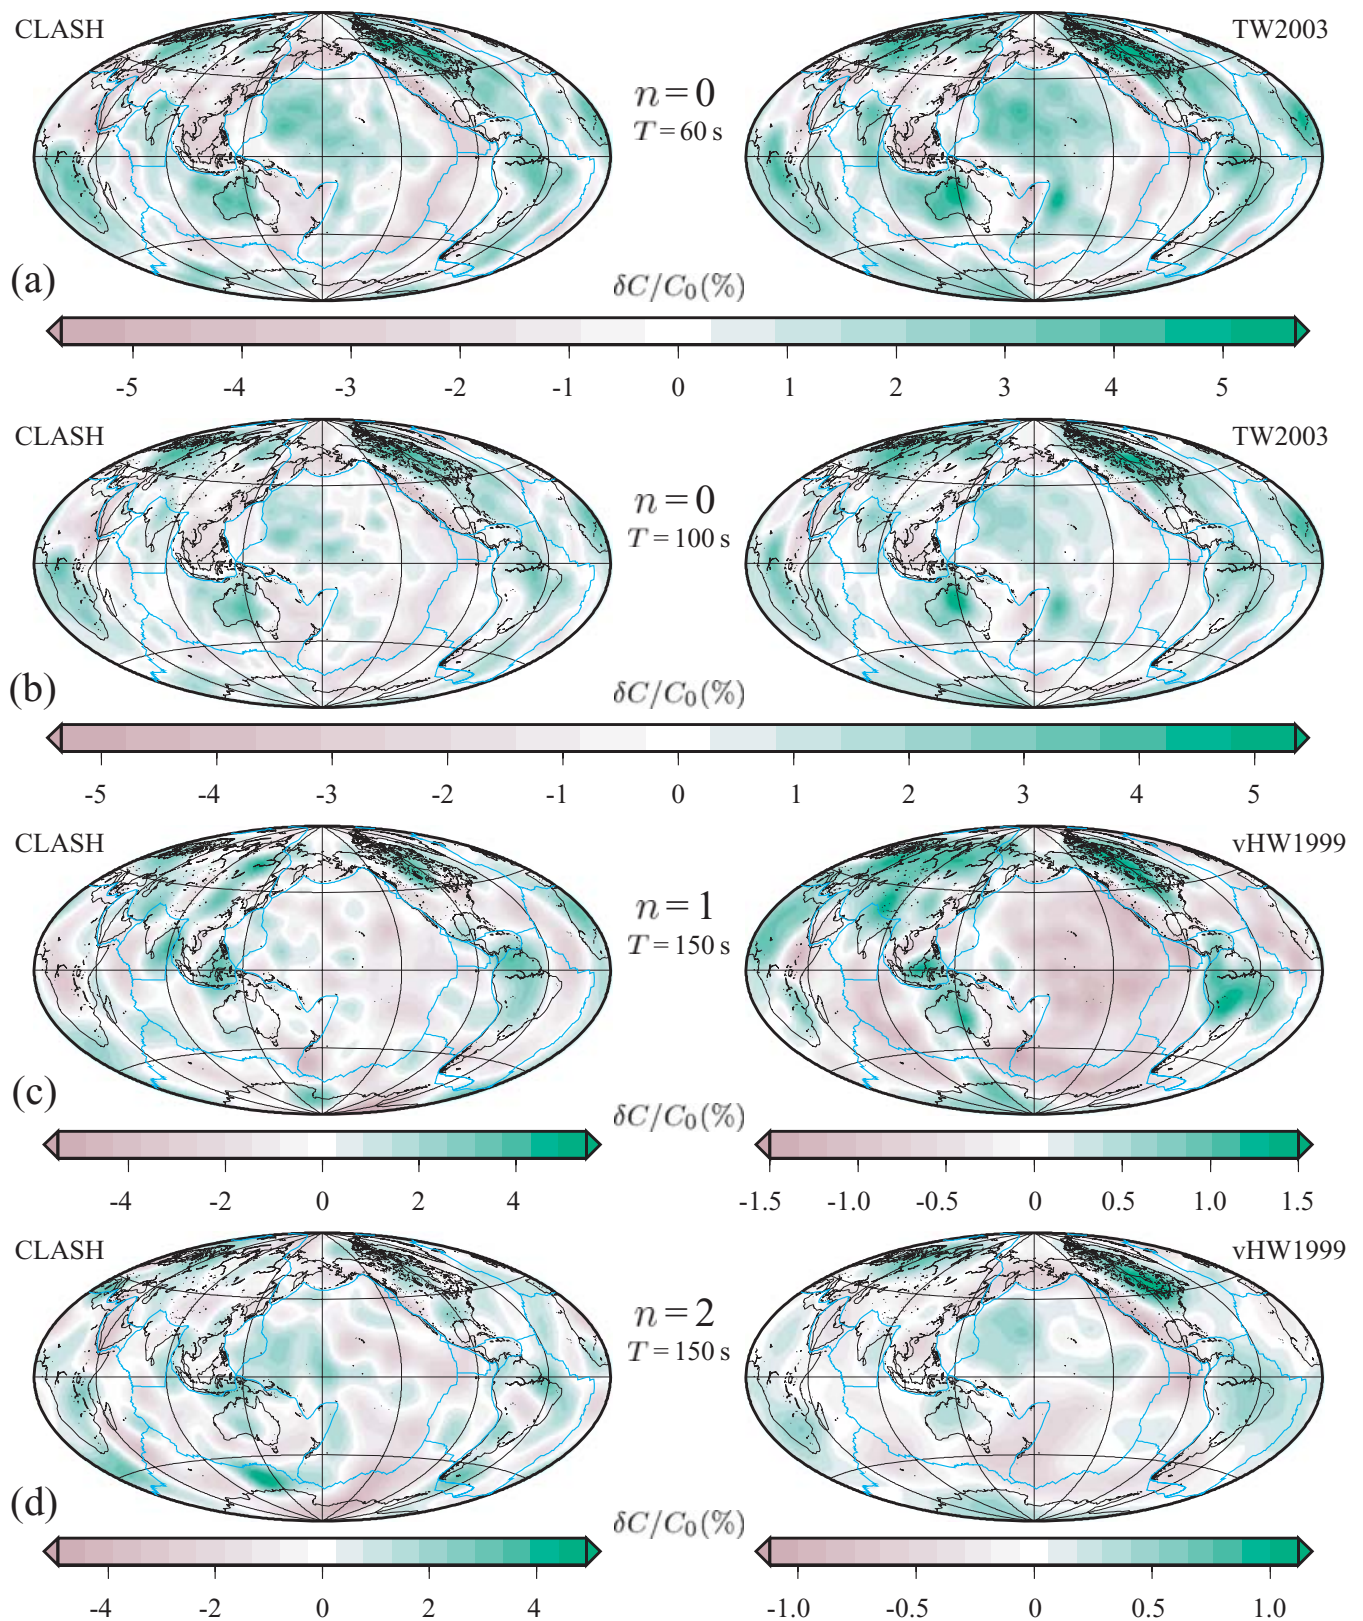 CLASH
TW2003
n=0
T=60 s
(a)
δC/C₀(%)
-5 -4 -3 -2 -1 0 1 2 3 4 5
CLASH
TW2003
n=0
T=100 s
(b)
δC/C₀(%)
-5 -4 -3 -2 -1 0 1 2 3 4 5
CLASH
vHW1999
n=1
T=150 s
(c)
δC/C₀(%)
-4 -2 0 2 4
-1.5 -1.0 -0.5 0 0.5 1.0 1.5
CLASH
vHW1999
n=2
T=150 s
(d)
δC/C₀(%)
-4 -2 0 2 4
-1.0 -0.5 0 0.5 1.0